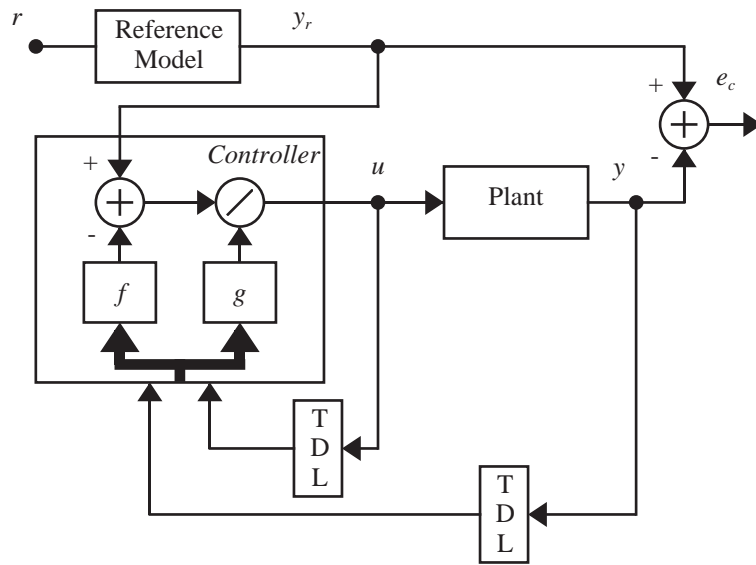 r
Reference
Model
y_r
e_c
+
-
Controller
+
-
f
g
u
Plant
y
T
D
L
T
D
L